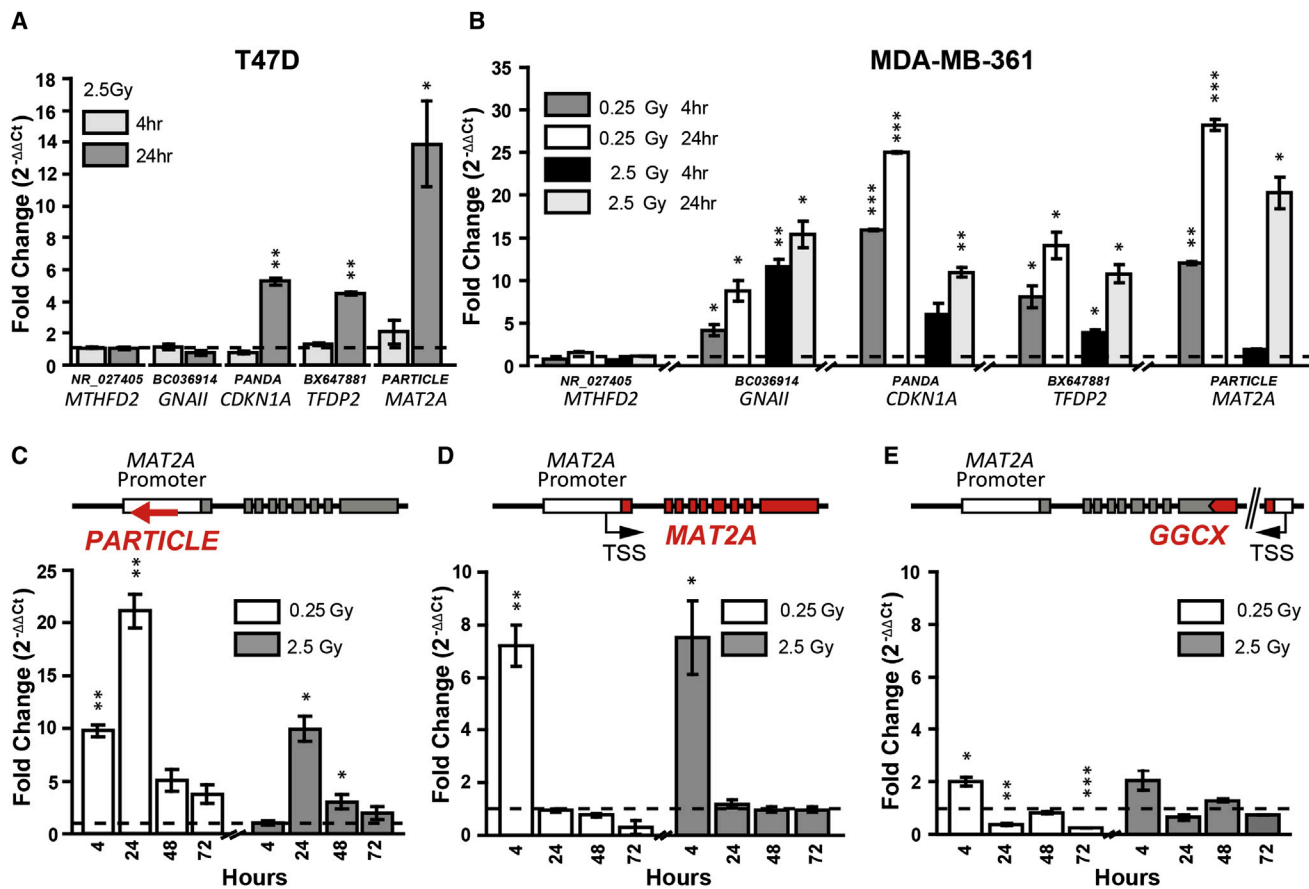 A
T47D
Fold Change (2^-ΔΔCt)
18
16
14
12
10
8
6
4
2
0
2.5Gy
4hr
24hr
**
**
*
NR_027405 BC036914 PANDA BX647881 PARTICLE
MTHFD2 GNAII CDKN1A TFDP2 MAT2A
B
MDA-MB-361
Fold Change (2^-ΔΔCt)
35
30
25
20
15
10
5
0
0.25 Gy 4hr
0.25 Gy 24hr
2.5 Gy 4hr
2.5 Gy 24hr
* * ** *
*** *** **
* * * *
** *** *
NR_027405 BC036914 PANDA BX647881 PARTICLE
MTHFD2 GNAII CDKN1A TFDP2 MAT2A
C
MAT2A
Promoter
PARTICLE
Fold Change (2^-ΔΔCt)
25
20
15
10
5
0
0.25 Gy
2.5 Gy
** ** * *
4 24 48 72 4 24 48 72
Hours
D
MAT2A
Promoter
TSS
MAT2A
Fold Change (2^-ΔΔCt)
10
8
6
4
2
0
0.25 Gy
2.5 Gy
** *
4 24 48 72 4 24 48 72
Hours
E
MAT2A
Promoter
GGCX
TSS
Fold Change (2^-ΔΔCt)
10
8
6
4
2
0
0.25 Gy
2.5 Gy
* ** ***
4 24 48 72 4 24 48 72
Hours